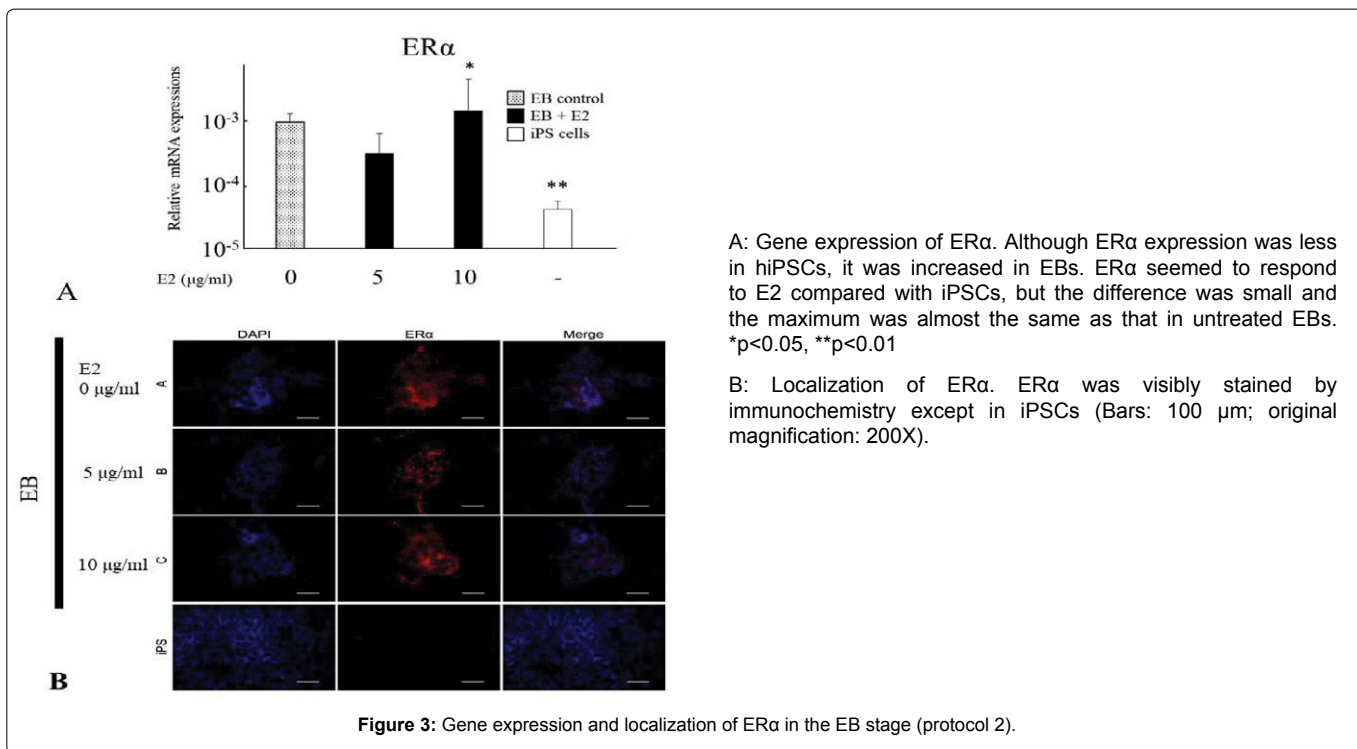 ERα
Relative mRNA expressions
10-3
10-4
10-5
*
**
EB control
EB + E2
iPS cells
E2 (μg/ml) 0 5 10 -
A
DAPI ERα Merge
EB
E2
0 μg/ml
A
5 μg/ml
B
10 μg/ml
C
iPS
B
A: Gene expression of ERα. Although ERα expression was less
in hiPSCs, it was increased in EBs. ERα seemed to respond
to E2 compared with iPSCs, but the difference was small and
the maximum was almost the same as that in untreated EBs.
*p<0.05, **p<0.01
B: Localization of ERα. ERα was visibly stained by
immunochemistry except in iPSCs (Bars: 100 µm; original
magnification: 200X).
Figure 3: Gene expression and localization of ERα in the EB stage (protocol 2).